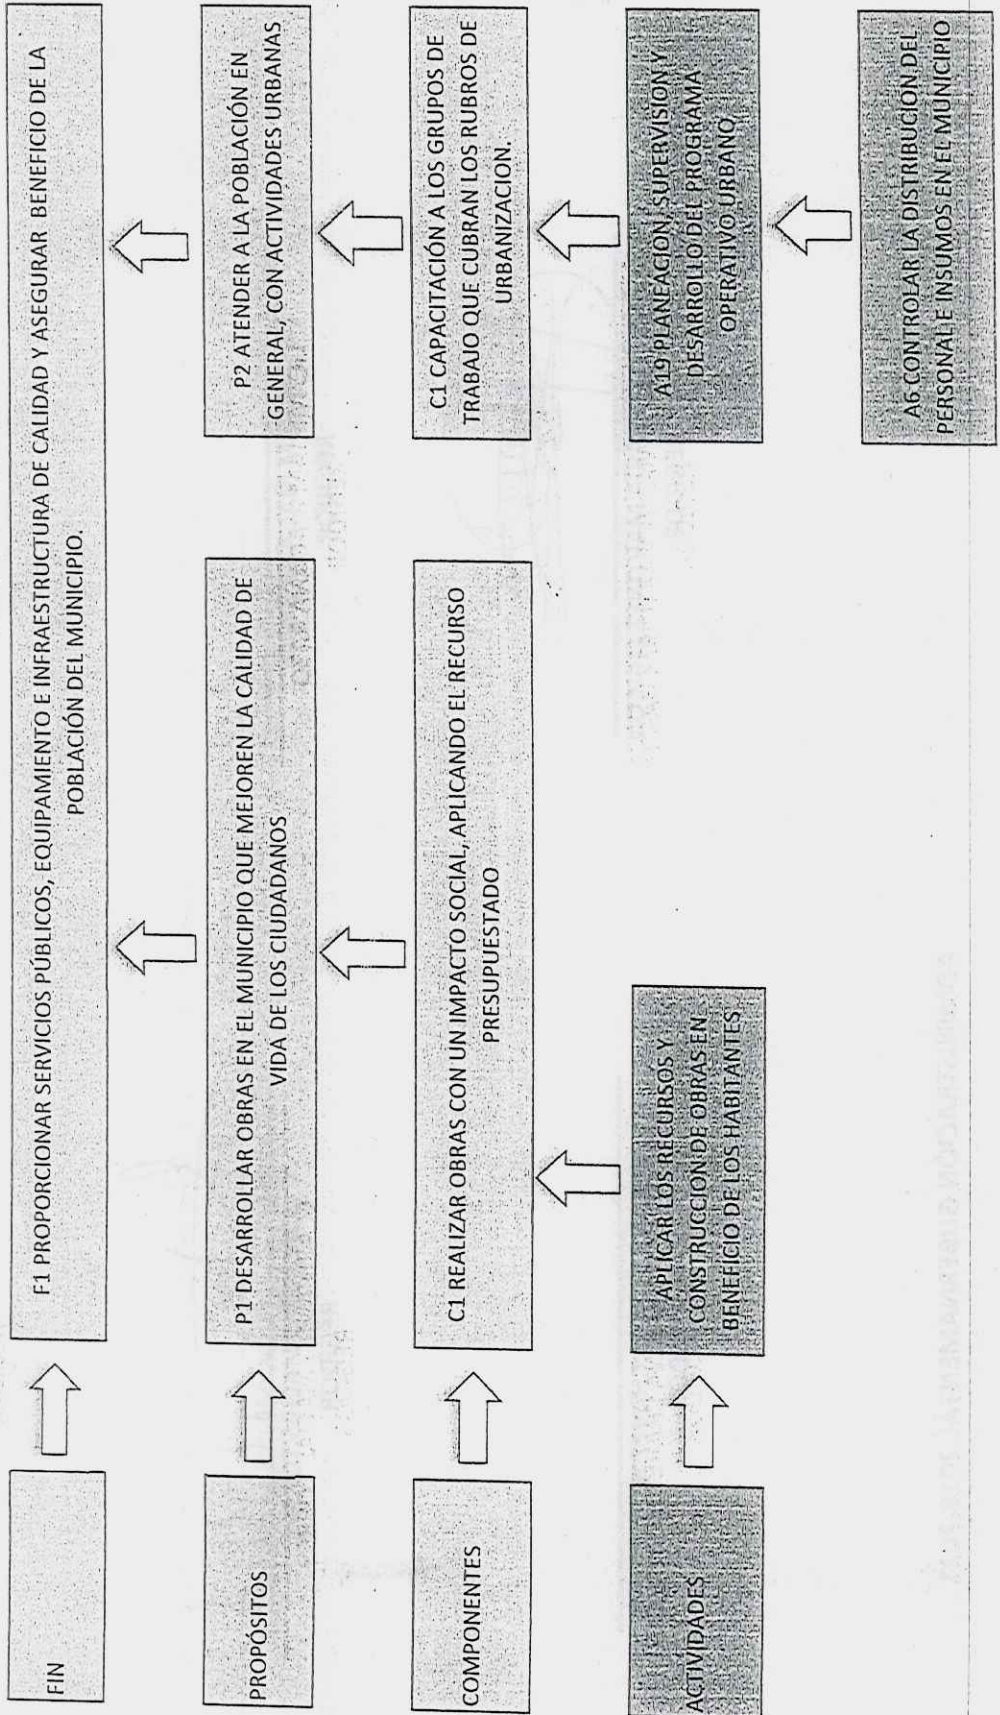 FIN
F1 PROPORCIONAR SERVICIOS PÚBLICOS, EQUIPAMIENTO E INFRAESTRUCTURA DE CALIDAD Y ASEGURAR BENEFICIO DE LA
POBLACIÓN DEL MUNICIPIO.
PROPÓSITOS
P1 DESARROLLAR OBRAS EN EL MUNICIPIO QUE MEJOREN LA CALIDAD DE
VIDA DE LOS CIUDADANOS
P2 ATENDER A LA POBLACIÓN EN
GENERAL, CON ACTIVIDADES URBANAS
COMPONENTES
C1 REALIZAR OBRAS CON UN IMPACTO SOCIAL, APLICANDO EL RECURSO
PRESUPUESTADO
C1 CAPACITACIÓN A LOS GRUPOS DE
TRABAJO QUE CUBRAN LOS RUBROS DE
URBANIZACION.
ACTIVIDADES
APLICAR LOS RECURSOS Y
CONSTRUCCION DE OBRAS EN
BENEFICIO DE LOS HABITANTES
A19 PLANEACION, SUPERVISION Y
DESARROLLO DEL PROGRAMA
OPERATIVO URBANO
A6 CONTROLAR LA DISTRIBUCION DEL
PERSONAL E INSUMOS EN EL MUNICIPIO